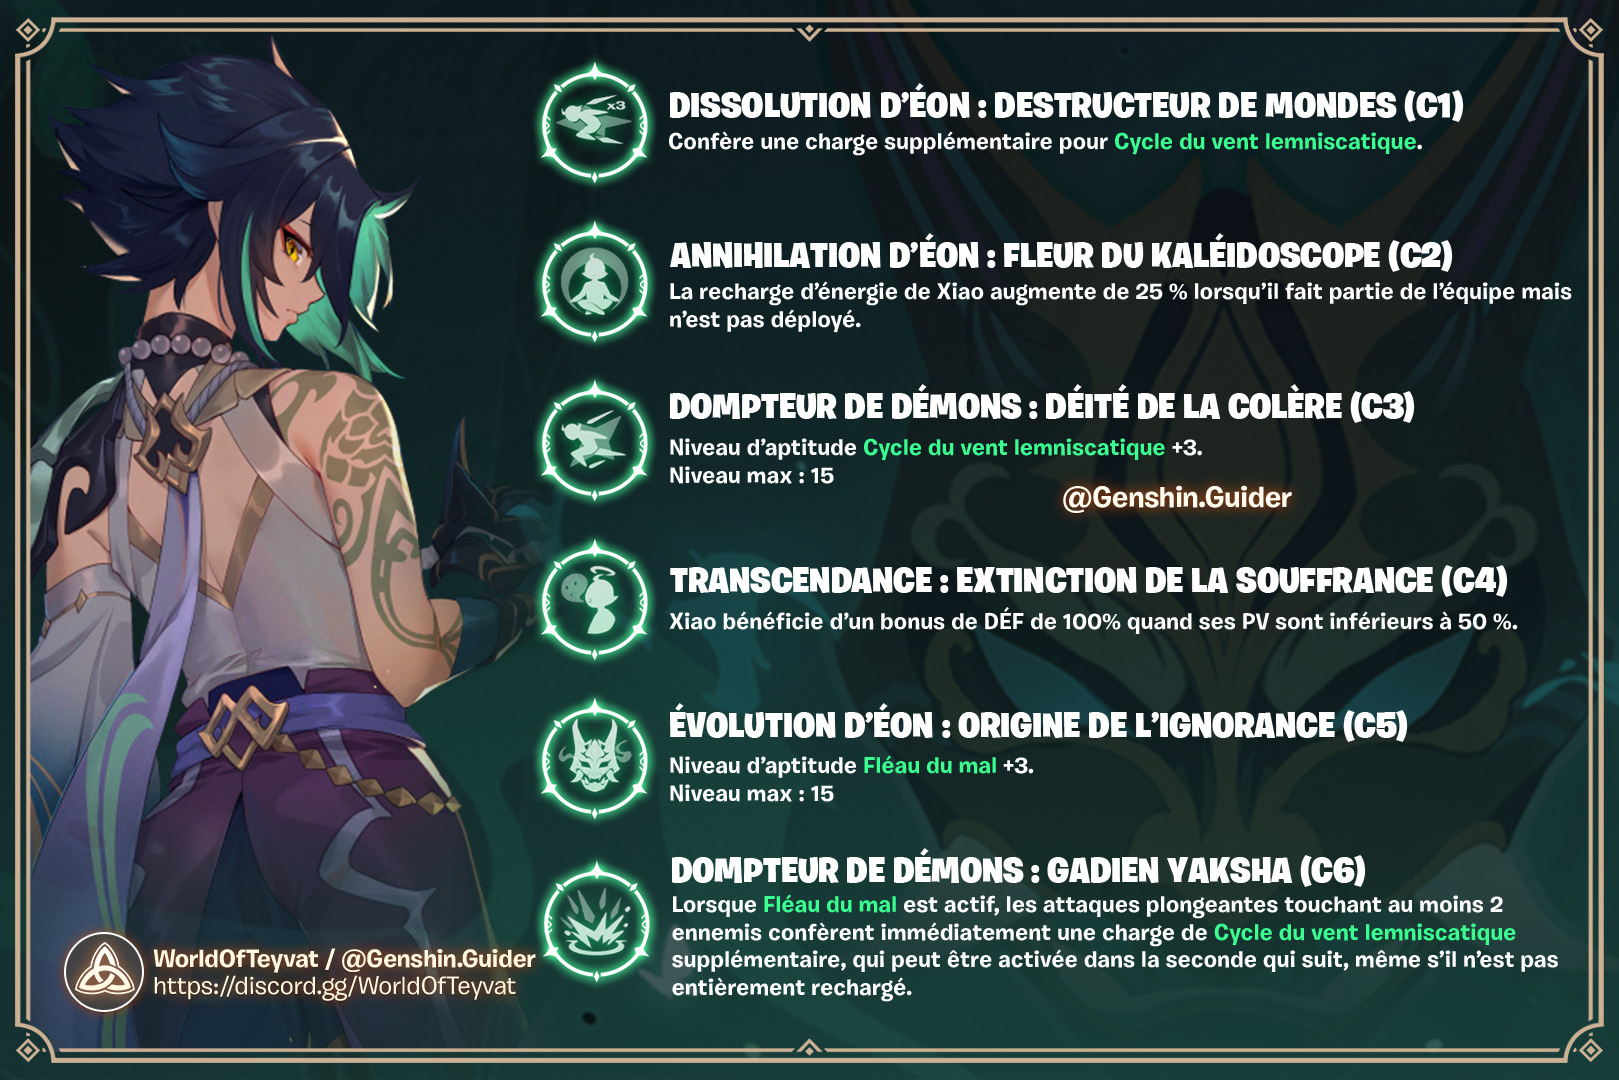 x3
DISSOLUTION D'ÉON : DESTRUCTEUR DE MONDES (C1)
Confère une charge supplémentaire pour Cycle du vent lemniscatique.
ANNIHILATION D'ÉON : FLEUR DU KALÉIDOSCOPE (C2)
La recharge d'énergie de Xiao augmente de 25 % lorsqu'il fait partie de l'équipe mais
n'est pas déployé.
DOMPTEUR DE DÉMONS : DÉITÉ DE LA COLÈRE (C3)
Niveau d'aptitude Cycle du vent lemniscatique +3.
Niveau max : 15
@Genshin.Guider
TRANSCENDANCE : EXTINCTION DE LA SOUFFRANCE (C4)
Xiao bénéficie d'un bonus de DÉF de 100% quand ses PV sont inférieurs à 50 %.
ÉVOLUTION D'ÉON : ORIGINE DE L'IGNORANCE (C5)
Niveau d'aptitude Fléau du mal +3.
Niveau max : 15
DOMPTEUR DE DÉMONS : GADIEN YAKSHA (C6)
Lorsque Fléau du mal est actif, les attaques plongeantes touchant au moins 2
ennemis confèrent immédiatement une charge de Cycle du vent lemniscatique
supplémentaire, qui peut être activée dans la seconde qui suit, même s'il n'est pas
entièrement rechargé.
WorldOfTeyvat / @Genshin.Guider
https://discord.gg/WorldOfTeyvat